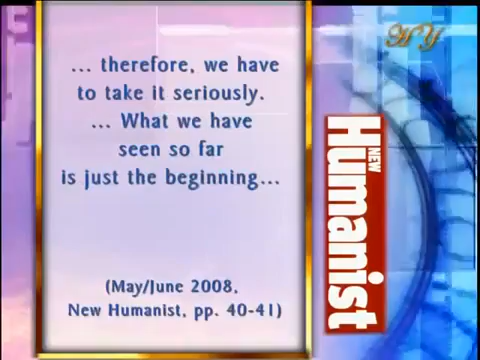 ... therefore, we have
to take it seriously.
... What we have
seen so far
is just the beginning...
(May/June 2008,
New Humanist, pp. 40-41)
NEW
Humanist
HY